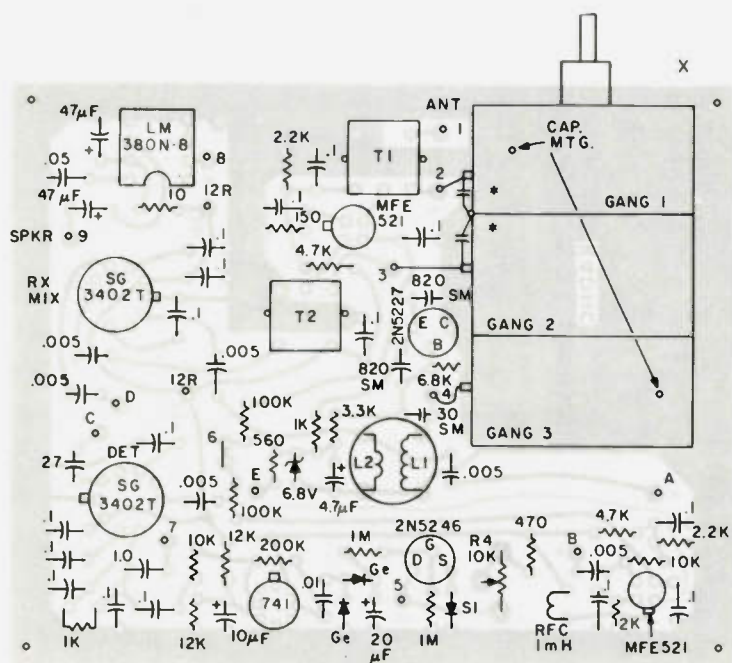 X
ANT
47µF
LM
380N-8
8
2.2K
.1
T1
1
CAP.
MTG.
.05
2
47µF
10
12R
.1
150
MFE
521
*
GANG 1
*
SPKR 9
.1
4.7K
.1
3
RX
MIX
SG
3402T
.1
.1
T2
820
SM
2N5227
E C
B
GANG 2
.005
.005
.1
820
SM
6.8K
4
.005
D
12R
100K
1K
3.3K
30
SM
GANG 3
C
DET
.1
6
560
L2
L1
.005
27
SG
3402T
.005
E
6.8V
4.7µF
A
100K
.1
7
10K
12K
200K
1M
2N5246
G
D S
R4
10K
470
B
4.7K
.1
2.2K
.1
1.0
Ge
.005
10K
.1
.1
.1
12K
10µF
741
.01
Ge
20
µF
5
1M
S1
RFC
1mH
.1
2K
.1
MFE521
1K